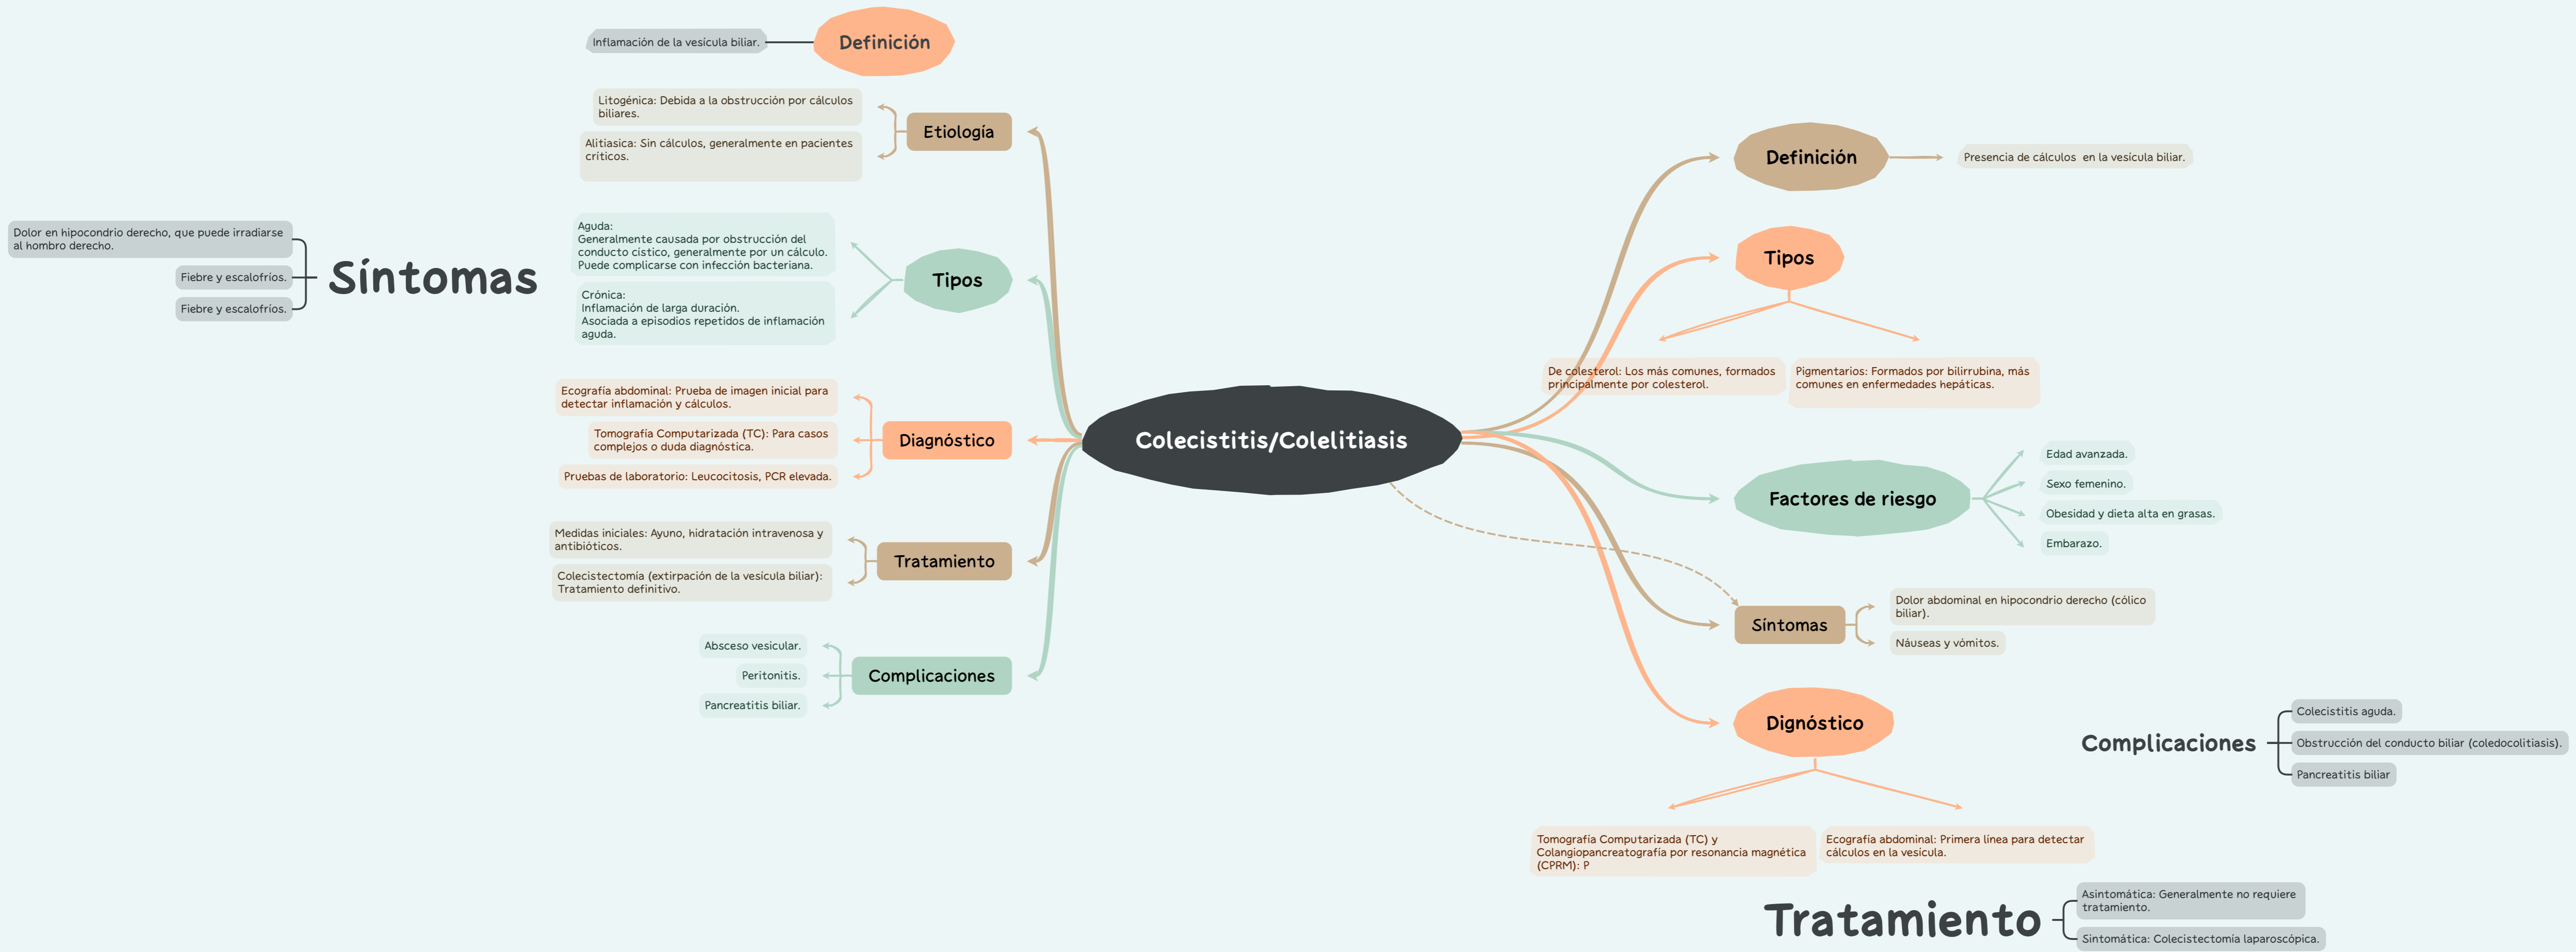 Colecistitis/Colelitiasis
Definición
Inflamación de la vesícula biliar.
Etiología
Litogénica: Debida a la obstrucción por cálculos
biliares.
Alitiasica: Sin cálculos, generalmente en pacientes
críticos.
Síntomas
Dolor en hipocondrio derecho, que puede irradiarse
al hombro derecho.
Fiebre y escalofríos.
Fiebre y escalofríos.
Tipos
Aguda:
Generalmente causada por obstrucción del
conducto cístico, generalmente por un cálculo.
Puede complicarse con infección bacteriana.
Crónica:
Inflamación de larga duración.
Asociada a episodios repetidos de inflamación
aguda.
Diagnóstico
Ecografía abdominal: Prueba de imagen inicial para
detectar inflamación y cálculos.
Tomografía Computarizada (TC): Para casos
complejos o duda diagnóstica.
Pruebas de laboratorio: Leucocitosis, PCR elevada.
Tratamiento
Medidas iniciales: Ayuno, hidratación intravenosa y
antibióticos.
Colecistectomía (extirpación de la vesícula biliar):
Tratamiento definitivo.
Complicaciones
Absceso vesicular.
Peritonitis.
Pancreatitis biliar.
Definición
Presencia de cálculos en la vesícula biliar.
Tipos
De colesterol: Los más comunes, formados
principalmente por colesterol.
Pigmentarios: Formados por bilirrubina, más
comunes en enfermedades hepáticas.
Factores de riesgo
Edad avanzada.
Sexo femenino.
Obesidad y dieta alta en grasas.
Embarazo.
Síntomas
Dolor abdominal en hipocondrio derecho (cólico
biliar).
Náuseas y vómitos.
Dignóstico
Tomografía Computarizada (TC) y
Colangiopancreatografía por resonancia magnética
(CPRM): P
Ecografía abdominal: Primera línea para detectar
cálculos en la vesícula.
Complicaciones
Colecistitis aguda.
Obstrucción del conducto biliar (coledocolitiasis).
Pancreatitis biliar
Tratamiento
Asintomática: Generalmente no requiere
tratamiento.
Sintomática: Colecistectomía laparoscópica.